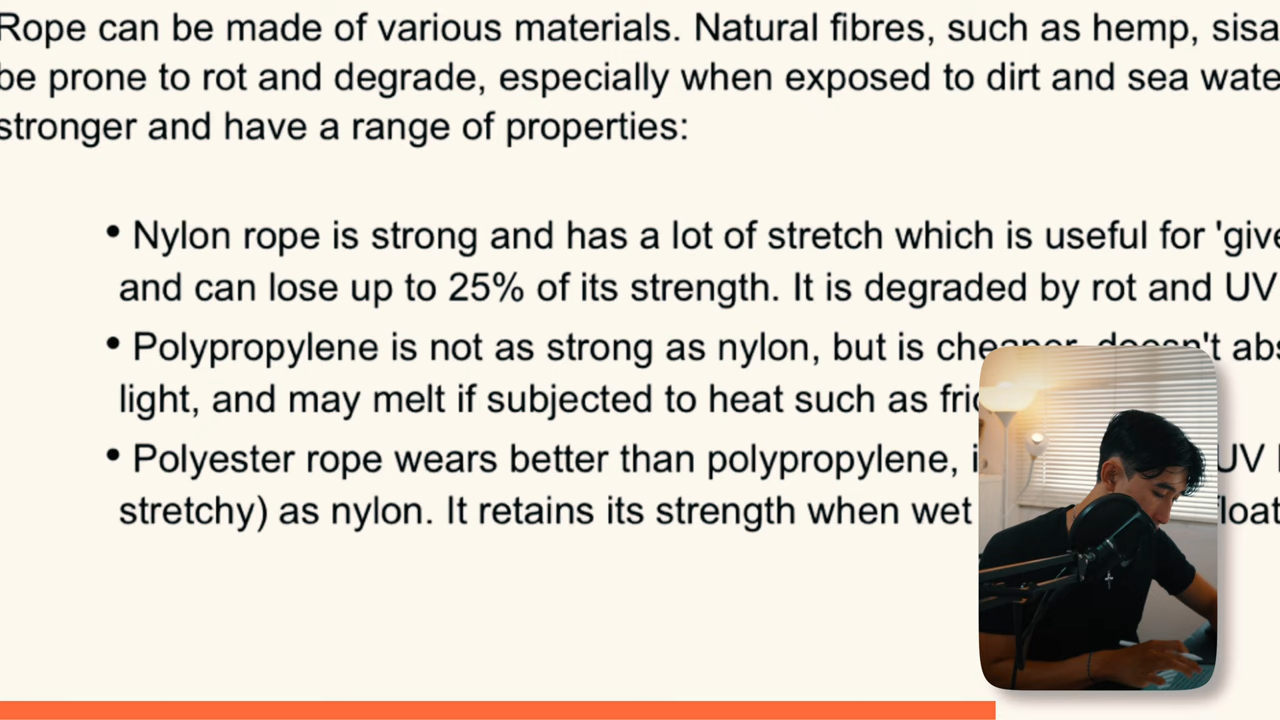 Rope can be made of various materials. Natural fibres, such as hemp, sisa
be prone to rot and degrade, especially when exposed to dirt and sea wate
stronger and have a range of properties:
• Nylon rope is strong and has a lot of stretch which is useful for 'give
and can lose up to 25% of its strength. It is degraded by rot and UV
• Polypropylene is not as strong as nylon, but is cheaper, doesn't abs
light, and may melt if subjected to heat such as fric
• Polyester rope wears better than polypropylene, i UV
stretchy) as nylon. It retains its strength when wet float